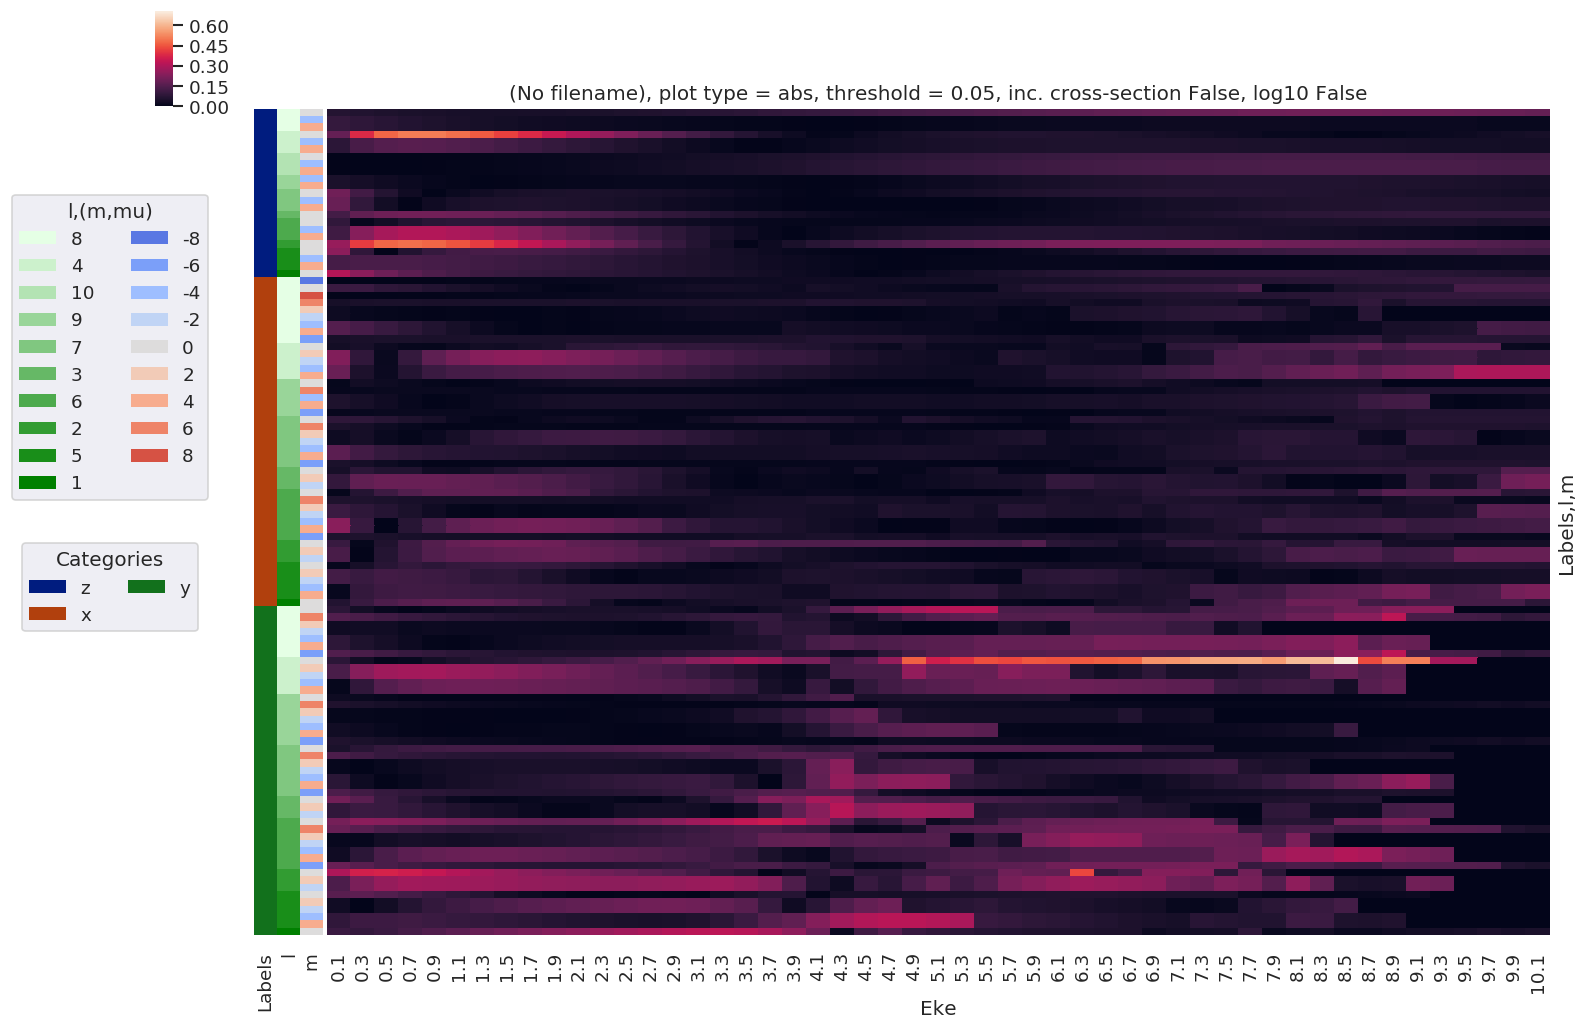 0.60
0.45
0.30
0.15
0.00
(No filename), plot type = abs, threshold = 0.05, inc. cross-section False, log10 False
l,(m,mu)
8 -8
4 -6
10 -4
9 -2
7 0
3 2
6 4
2 6
5 8
1
Categories
z y
x
Labels,l,m
Labels l m 0.1 0.3 0.5 0.7 0.9 1.1 1.3 1.5 1.7 1.9 2.1 2.3 2.5 2.7 2.9 3.1 3.3 3.5 3.7 3.9 4.1 4.3 4.5 4.7 4.9 5.1 5.3 5.5 5.7 5.9 6.1 6.3 6.5 6.7 6.9 7.1 7.3 7.5 7.7 7.9 8.1 8.3 8.5 8.7 8.9 9.1 9.3 9.5 9.7 9.9 10.1
Eke